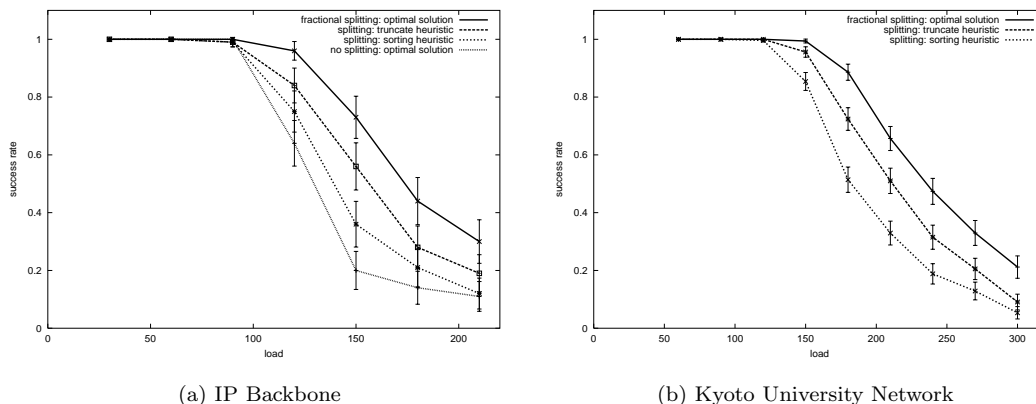 fractional splitting: optimal solution
splitting: truncate heuristic
splitting: sorting heuristic
no splitting: optimal solution
1
0.8
0.6
0.4
0.2
0
success rate
0 50 100 150 200
load
(a) IP Backbone
fractional splitting: optimal solution
splitting: truncate heuristic
splitting: sorting heuristic
1
0.8
0.6
0.4
0.2
0
success rate
0 50 100 150 200 250 300
load
(b) Kyoto University Network